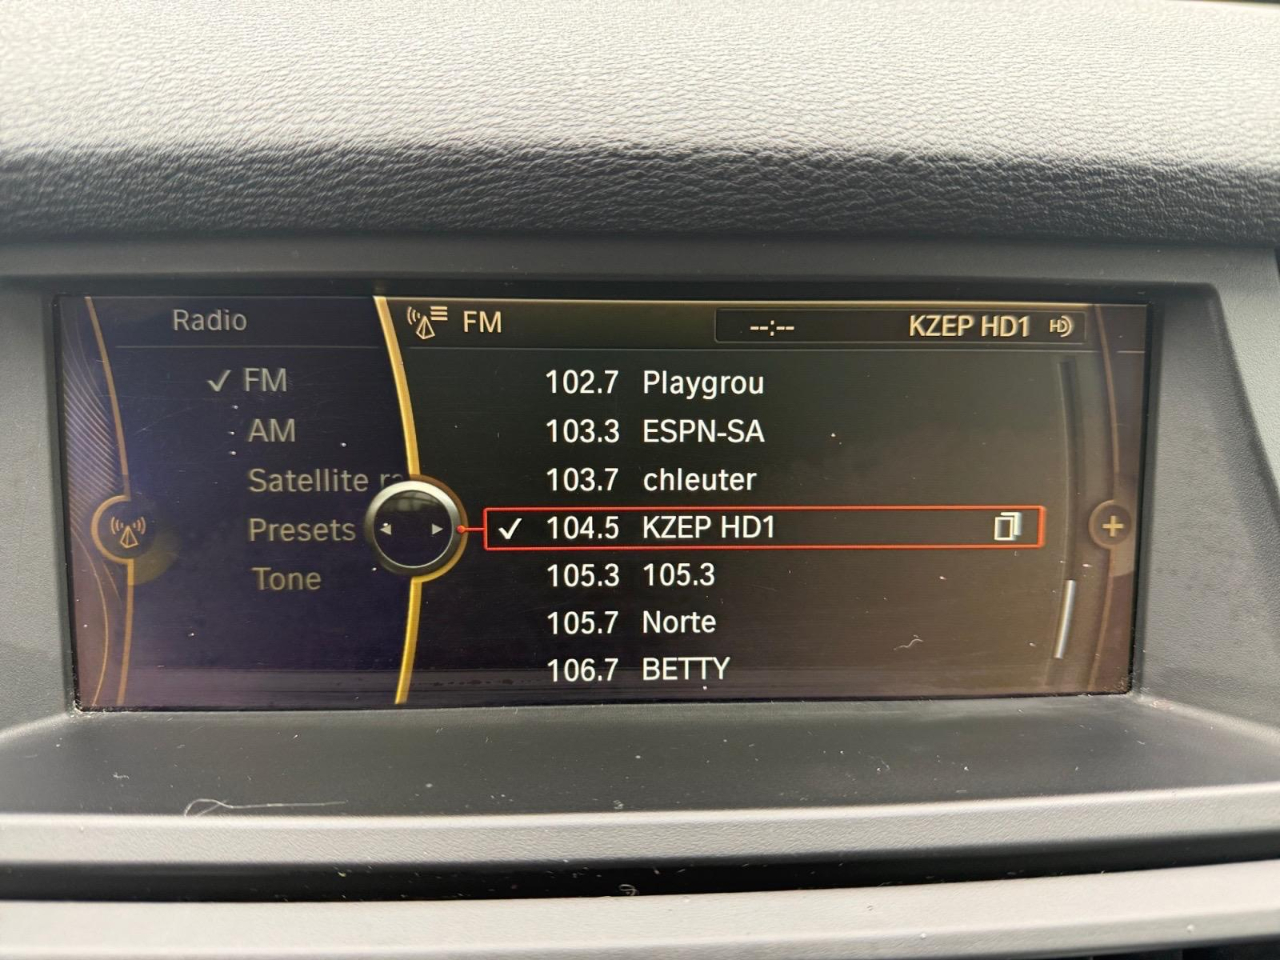 Radio
FM
--:--
KZEP HD1 HD
✓ FM
AM
Satellite
Presets
Tone
102.7 Playgrou
103.3 ESPN-SA
103.7 chleuter
✓ 104.5 KZEP HD1
105.3 105.3
105.7 Norte
106.7 BETTY